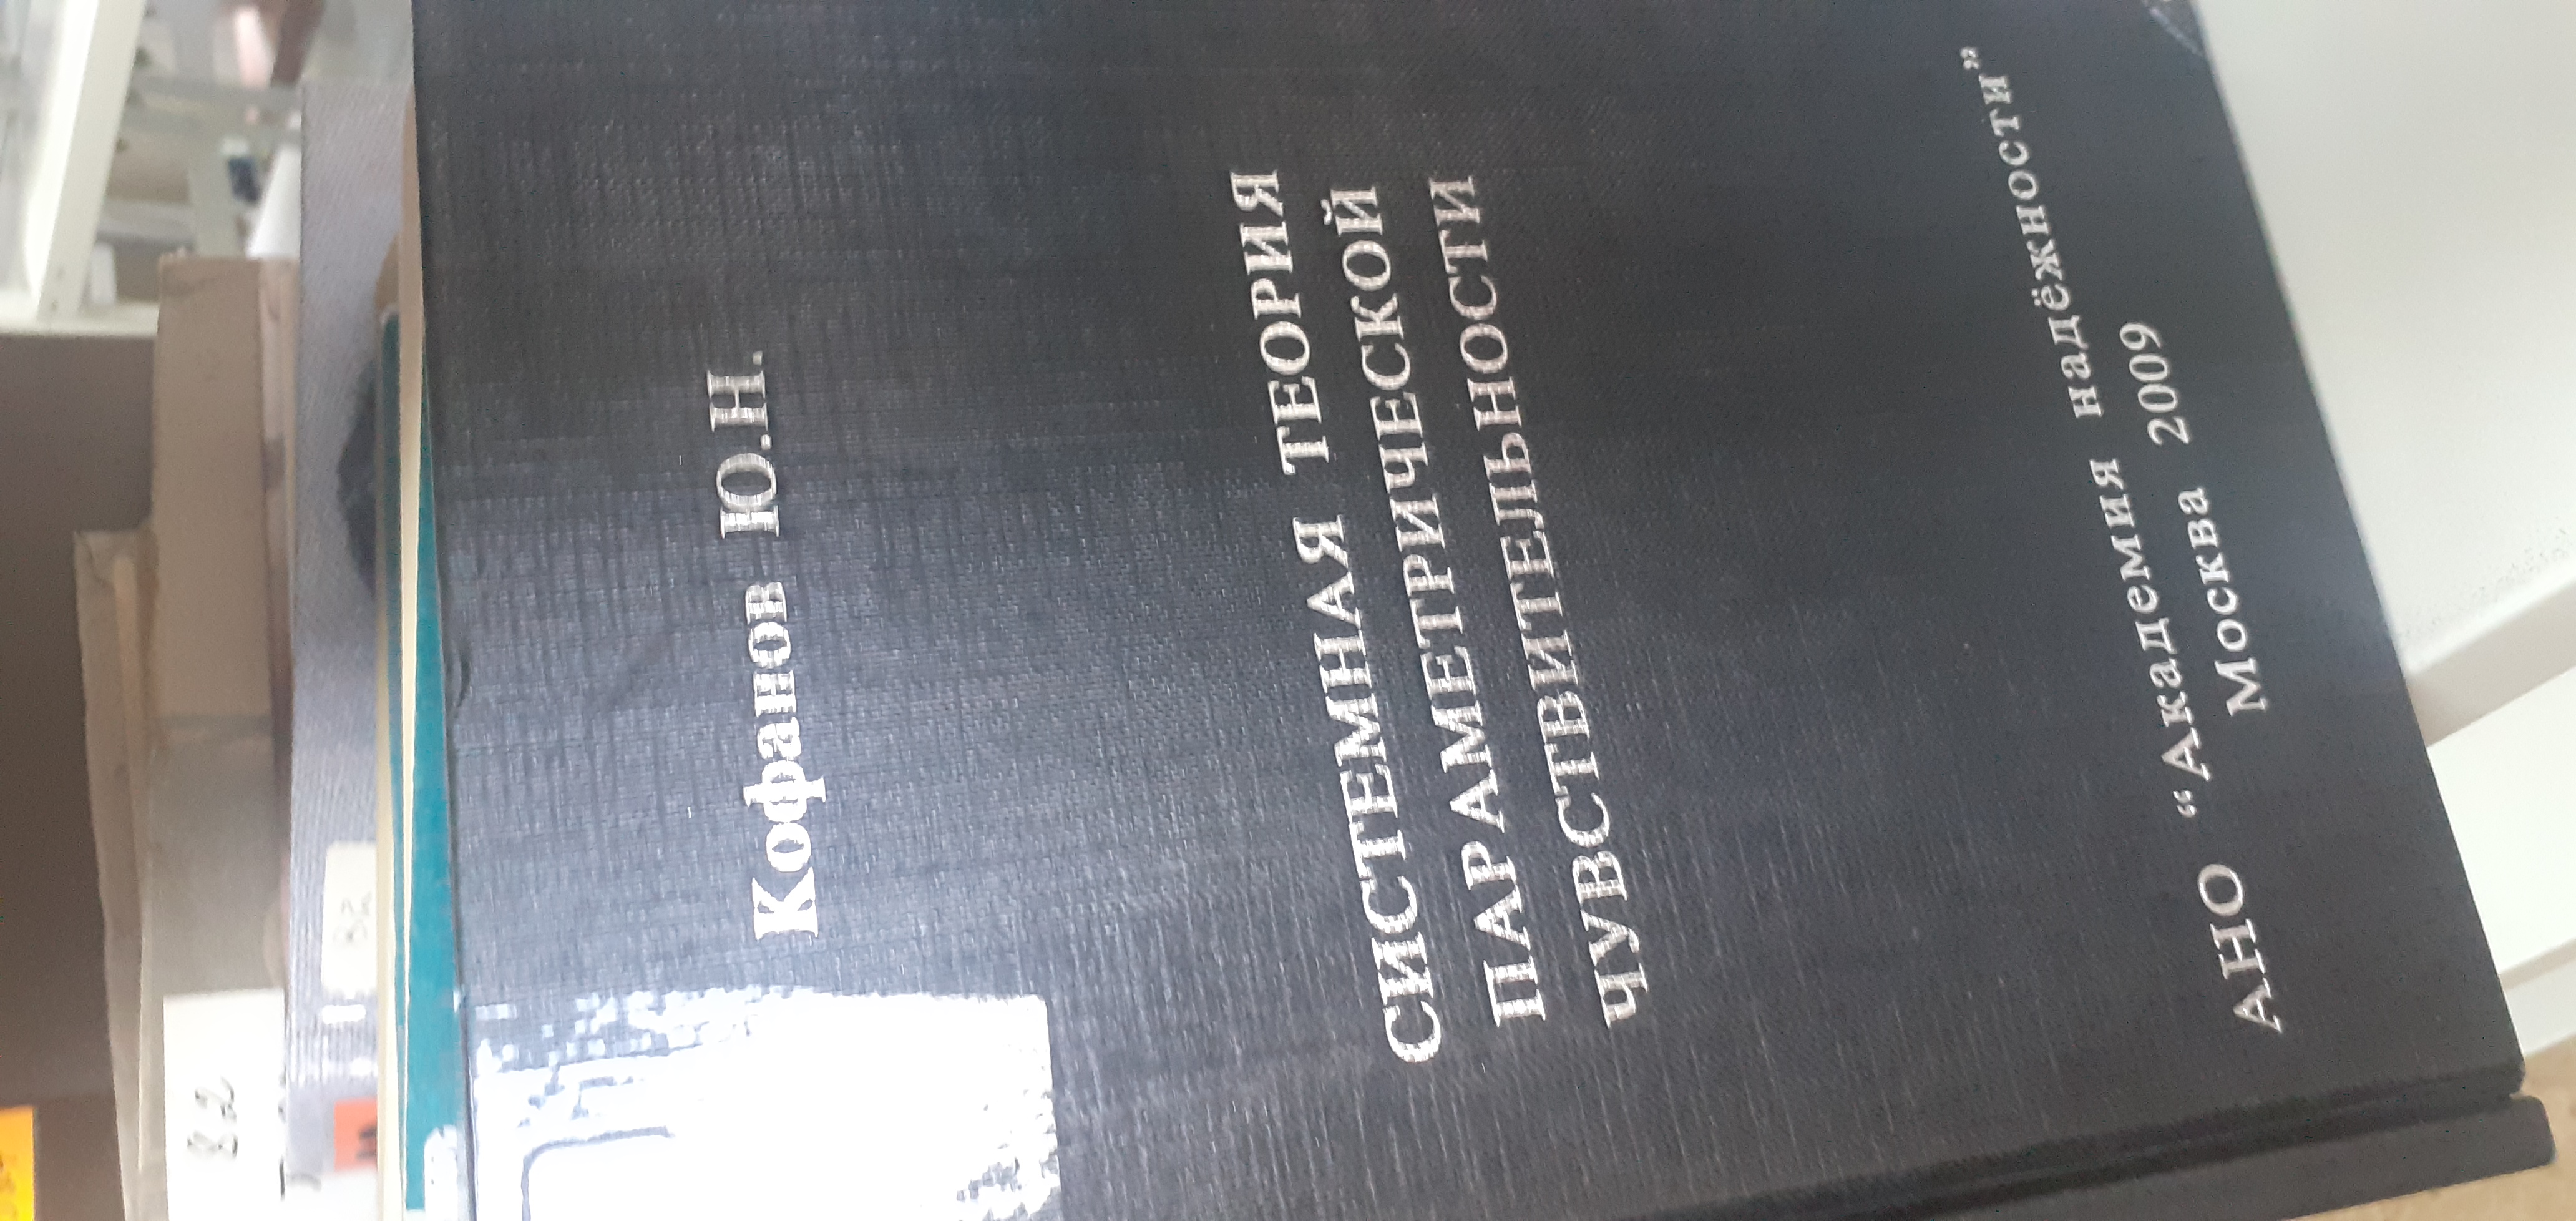 Кофанов Ю.Н.
СИСТЕМНАЯ ТЕОРИЯ
ПАРАМЕТРИЧЕСКОЙ
ЧУВСТВИТЕЛЬНОСТИ
АНО “Академия надёжности”
Москва 2009